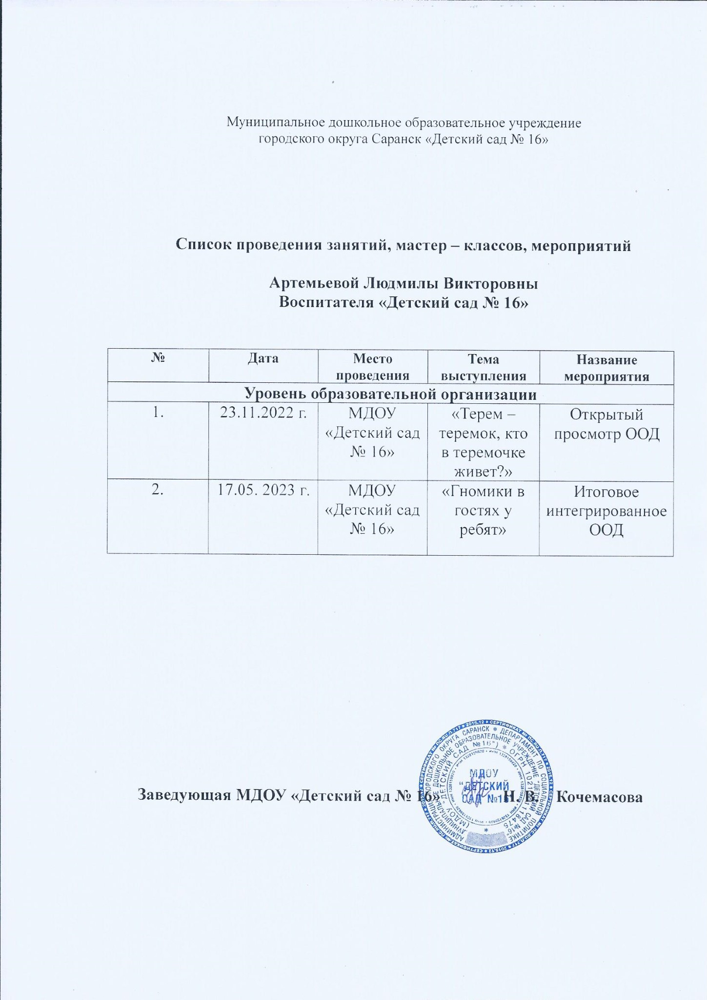 Муниципальное дошкольное образовательное учреждение
городского округа Саранск «Детский сад № 16»
Список проведения занятий, мастер – классов, мероприятий
Артемьевой Людмилы Викторовны
Воспитателя «Детский сад № 16»
№ Дата Место проведения Тема выступления Название мероприятия
Уровень образовательной организации
1. 23.11.2022 г. МДОУ «Детский сад № 16» «Терем – теремок, кто в теремочке живет?» Открытый просмотр ООД
2. 17.05. 2023 г. МДОУ «Детский сад № 16» «Гномики в гостях у ребят» Итоговое интегрированное ООД
Заведующая МДОУ «Детский сад № 16» Н. В. Кочемасова
МДОУ
"ДЕТСКИЙ
САД №16"
ГОРОДСКОГО ОКРУГА САРАНСК * ДЕПАРТАМЕНТ ПО СОЦИАЛЬНОЙ ПОЛИТИКЕ
ДОШКОЛЬНОЕ ОБРАЗОВАТЕЛЬНОЕ УЧРЕЖДЕНИЕ "ДЕТСКИЙ САД №16"
(МДОУ "ДЕТСКИЙ САД №16") * ОГРН